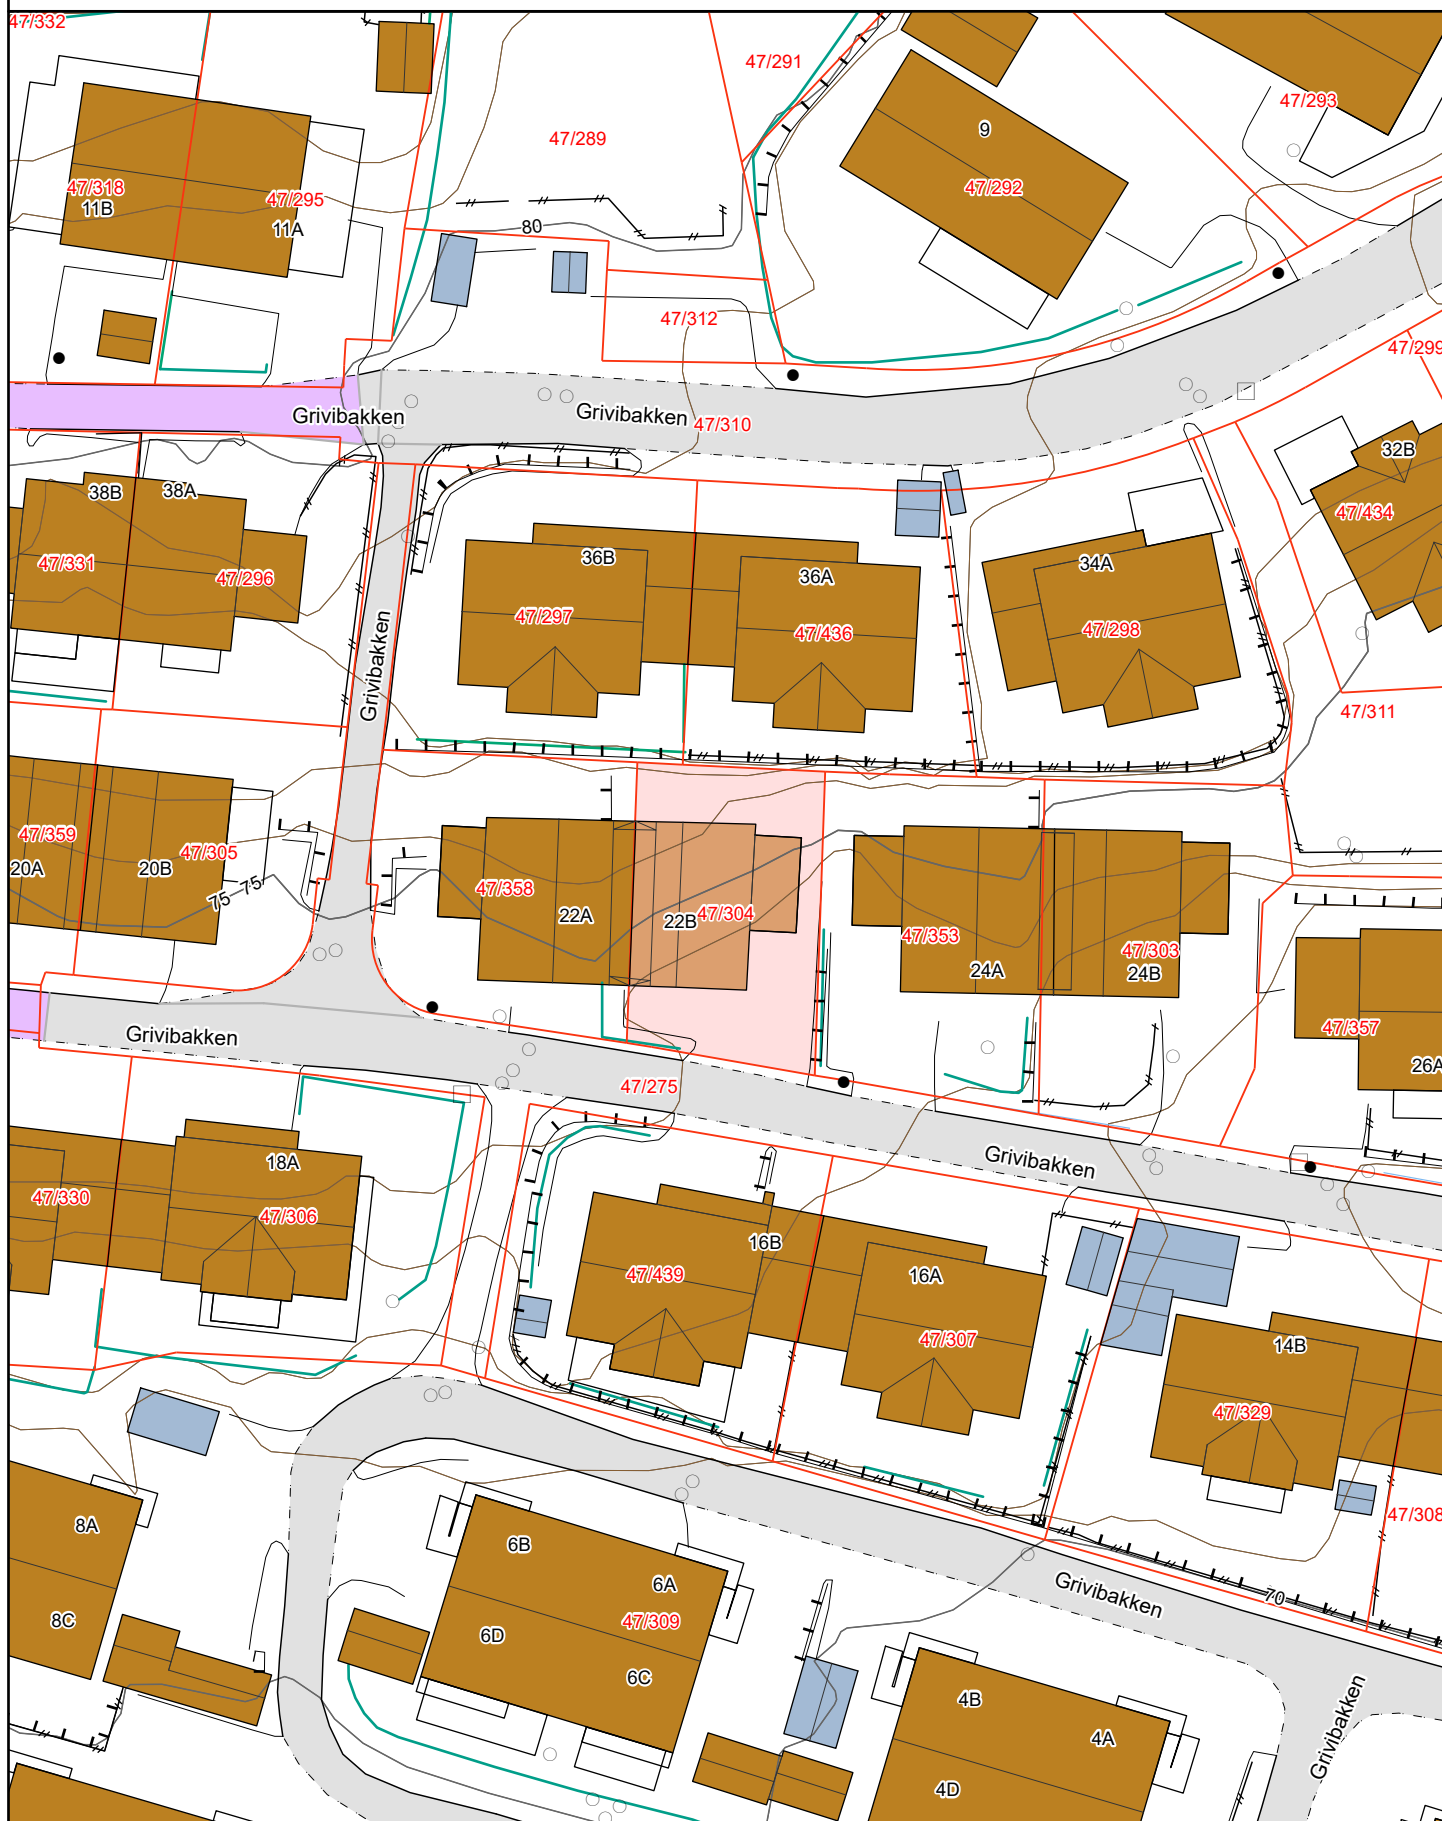 47/332
47/291
47/293
9
47/289
47/318
11B
47/295
11A
47/292
80
47/312
47/299
Grivibakken
Grivibakken
47/310
32B
38B
38A
47/434
47/331
47/296
36B
36A
34A
47/297
47/436
47/298
Grivibakken
47/311
47/359
20A
47/305
20B
75
75
47/358
22A
22B
47/304
47/353
24A
47/303
24B
Grivibakken
47/357
26A
47/275
Grivibakken
18A
47/330
47/306
16B
47/439
16A
47/307
14B
47/329
47/308
8A
6B
6A
47/309
8C
6D
6C
Grivibakken
70
4B
4A
4D
Grivibakken